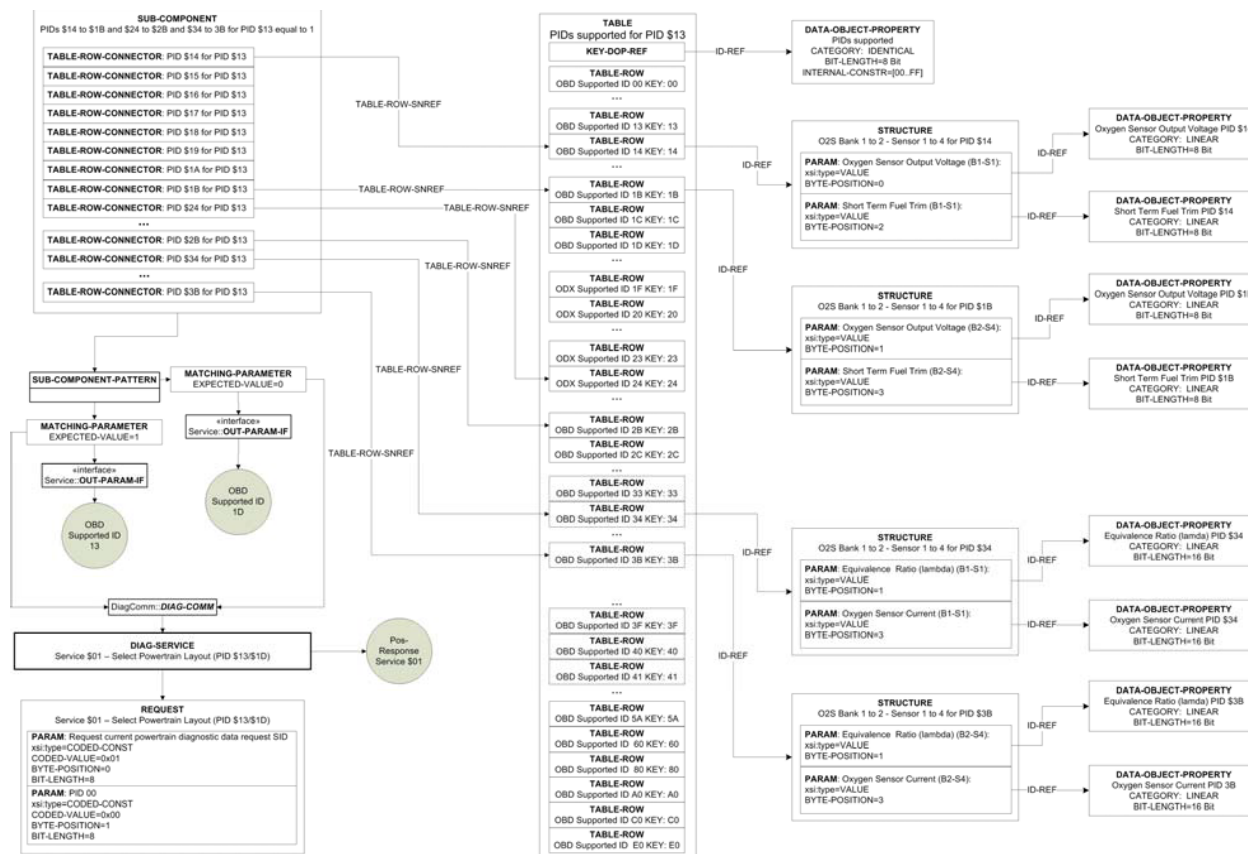 SUB-COMPONENT
PIDs $14 to $1B and $24 to $2B and $34 to 3B for PID $13 equal to 1
TABLE-ROW-CONNECTOR: PID $14 for PID $13
TABLE-ROW-CONNECTOR: PID $15 for PID $13
TABLE-ROW-CONNECTOR: PID $16 for PID $13
TABLE-ROW-CONNECTOR: PID $17 for PID $13
TABLE-ROW-CONNECTOR: PID $18 for PID $13
TABLE-ROW-CONNECTOR: PID $19 for PID $13
TABLE-ROW-CONNECTOR: PID $1A for PID $13
TABLE-ROW-CONNECTOR: PID $1B for PID $13
TABLE-ROW-CONNECTOR: PID $24 for PID $13
...
TABLE-ROW-CONNECTOR: PID $2B for PID $13
TABLE-ROW-CONNECTOR: PID $34 for PID $13
...
TABLE-ROW-CONNECTOR: PID $3B for PID $13
SUB-COMPONENT-PATTERN
MATCHING-PARAMETER
EXPECTED-VALUE=0
MATCHING-PARAMETER
EXPECTED-VALUE=1
«interface»
Service::OUT-PARAM-IF
«interface»
Service::OUT-PARAM-IF
OBD
Supported ID
1D
OBD
Supported ID
13
DiagComm::DIAG-COMM
DIAG-SERVICE
Service $01 – Select Powertrain Layout (PID $13/$1D)
Pos-
Response
Service $01
REQUEST
Service $01 – Select Powertrain Layout (PID $13/$1D)
PARAM: Request current powertrain diagnostic data request SID
xsi:type=CODED-CONST
CODED-VALUE=0x01
BYTE-POSITION=0
BIT-LENGTH=8
PARAM: PID 00
xsi:type=CODED-CONST
CODED-VALUE=0x00
BYTE-POSITION=1
BIT-LENGTH=8
TABLE-ROW-SNREF
TABLE-ROW-SNREF
TABLE-ROW-SNREF
TABLE-ROW-SNREF
TABLE-ROW-SNREF
TABLE-ROW-SNREF
TABLE
PIDs supported for PID $13
KEY-DOP-REF
TABLE-ROW
OBD Supported ID 00 KEY: 00
...
TABLE-ROW
OBD Supported ID 13 KEY: 13
TABLE-ROW
OBD Supported ID 14 KEY: 14
...
TABLE-ROW
OBD Supported ID 1B KEY: 1B
TABLE-ROW
OBD Supported ID 1C KEY: 1C
TABLE-ROW
OBD Supported ID 1D KEY: 1D
...
TABLE-ROW
ODX Supported ID 1F KEY: 1F
TABLE-ROW
ODX Supported ID 20 KEY: 20
...
TABLE-ROW
ODX Supported ID 23 KEY: 23
TABLE-ROW
ODX Supported ID 24 KEY: 24
...
TABLE-ROW
OBD Supported ID 2B KEY: 2B
TABLE-ROW
OBD Supported ID 2C KEY: 2C
...
TABLE-ROW
OBD Supported ID 33 KEY: 33
TABLE-ROW
OBD Supported ID 34 KEY: 34
...
TABLE-ROW
OBD Supported ID 3B KEY: 3B
...
TABLE-ROW
OBD Supported ID 3F KEY: 3F
TABLE-ROW
OBD Supported ID 40 KEY: 40
TABLE-ROW
OBD Supported ID 41 KEY: 41
...
TABLE-ROW
OBD Supported ID 5A KEY: 5A
TABLE-ROW
OBD Supported ID 60 KEY: 60
TABLE-ROW
OBD Supported ID 80 KEY: 80
TABLE-ROW
OBD Supported ID A0 KEY: A0
TABLE-ROW
OBD Supported ID C0 KEY: C0
TABLE-ROW
OBD Supported ID E0 KEY: E0
ID-REF
ID-REF
ID-REF
ID-REF
ID-REF
DATA-OBJECT-PROPERTY
PIDs supported
CATEGORY: IDENTICAL
BIT-LENGTH=8 Bit
INTERNAL-CONSTR=[00..FF]
STRUCTURE
O2S Bank 1 to 2 - Sensor 1 to 4 for PID $14
PARAM: Oxygen Sensor Output Voltage (B1-S1):
xsi:type=VALUE
BYTE-POSITION=0
PARAM: Short Term Fuel Trim (B1-S1):
xsi:type=VALUE
BYTE-POSITION=2
ID-REF
ID-REF
DATA-OBJECT-PROPERTY
Oxygen Sensor Output Voltage PID
CATEGORY: LINEAR
BIT-LENGTH=8 Bit
DATA-OBJECT-PROPERTY
Short Term Fuel Trim PID $14
CATEGORY: LINEAR
BIT-LENGTH=8 Bit
STRUCTURE
O2S Bank 1 to 2 - Sensor 1 to 4 for PID $1B
PARAM: Oxygen Sensor Output Voltage (B2-S4):
xsi:type=VALUE
BYTE-POSITION=1
PARAM: Short Term Fuel Trim (B2-S4):
xsi:type=VALUE
BYTE-POSITION=3
ID-REF
ID-REF
DATA-OBJECT-PROPERTY
Oxygen Sensor Output Voltage PID
CATEGORY: LINEAR
BIT-LENGTH=8 Bit
DATA-OBJECT-PROPERTY
Short Term Fuel Trim PID $1B
CATEGORY: LINEAR
BIT-LENGTH=8 Bit
STRUCTURE
O2S Bank 1 to 2 - Sensor 1 to 4 for PID $34
PARAM: Equivalence Ratio (lambda) (B1-S1):
xsi:type=VALUE
BYTE-POSITION=1
PARAM: Oxygen Sensor Current (B1-S1):
xsi:type=VALUE
BYTE-POSITION=3
ID-REF
ID-REF
DATA-OBJECT-PROPERTY
Equivalence Ratio (lamda) PID $34
CATEGORY: LINEAR
BIT-LENGTH=16 Bit
DATA-OBJECT-PROPERTY
Oxygen Sensor Current PID $34
CATEGORY: LINEAR
BIT-LENGTH=16 Bit
STRUCTURE
O2S Bank 1 to 2 - Sensor 1 to 4 for PID $3B
PARAM: Equivalence Ratio (lambda) (B2-S4):
xsi:type=VALUE
BYTE-POSITION=1
PARAM: Oxygen Sensor Current (B2-S4):
xsi:type=VALUE
BYTE-POSITION=3
ID-REF
ID-REF
DATA-OBJECT-PROPERTY
Equivalence Ratio (lamda) PID $3B
CATEGORY: LINEAR
BIT-LENGTH=16 Bit
DATA-OBJECT-PROPERTY
Oxygen Sensor Current PID 3B
CATEGORY: LINEAR
BIT-LENGTH=16 Bit